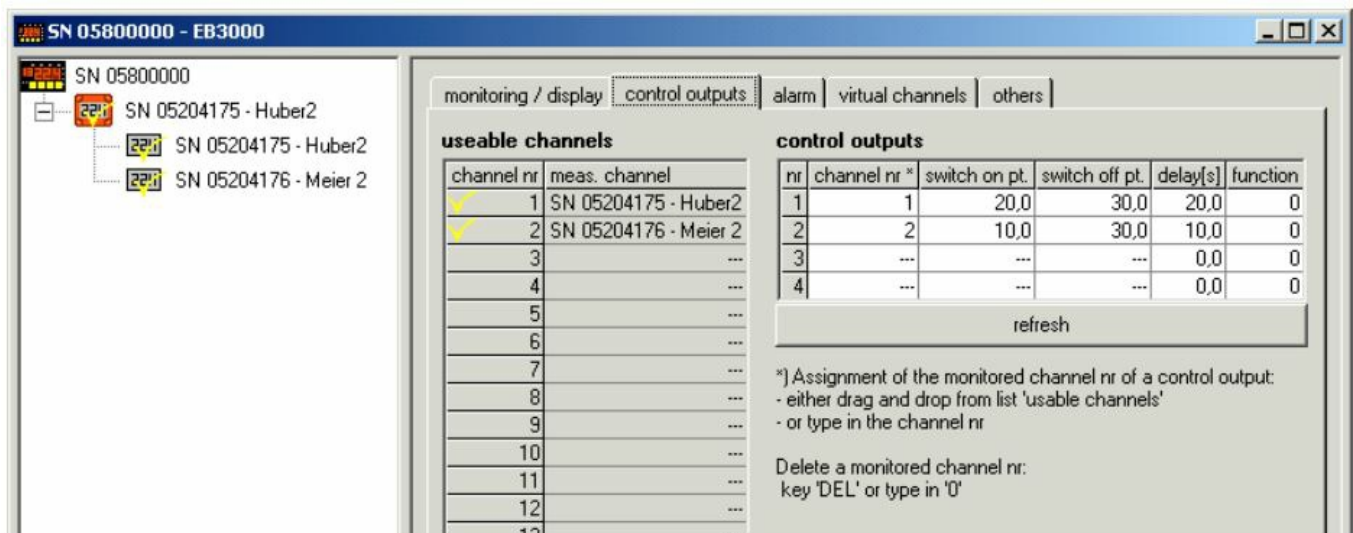 SN 05800000 - EB3000
SN 05800000
SN 05204175 - Huber2
SN 05204175 - Huber2
SN 05204176 - Meier 2
monitoring / display control outputs alarm virtual channels others
useable channels
channel nr meas. channel
1 SN 05204175 - Huber2
2 SN 05204176 - Meier 2
3 ---
4 ---
5 ---
6 ---
7 ---
8 ---
9 ---
10 ---
11 ---
12 ---
control outputs
nr channel nr * switch on pt. switch off pt. delay[s] function
1 1 20,0 30,0 20,0 0
2 2 10,0 30,0 10,0 0
3 --- --- --- 0,0 0
4 --- --- --- 0,0 0
refresh
*) Assignment of the monitored channel nr of a control output:
- either drag and drop from list 'usable channels'
- or type in the channel nr
Delete a monitored channel nr:
key 'DEL' or type in '0'